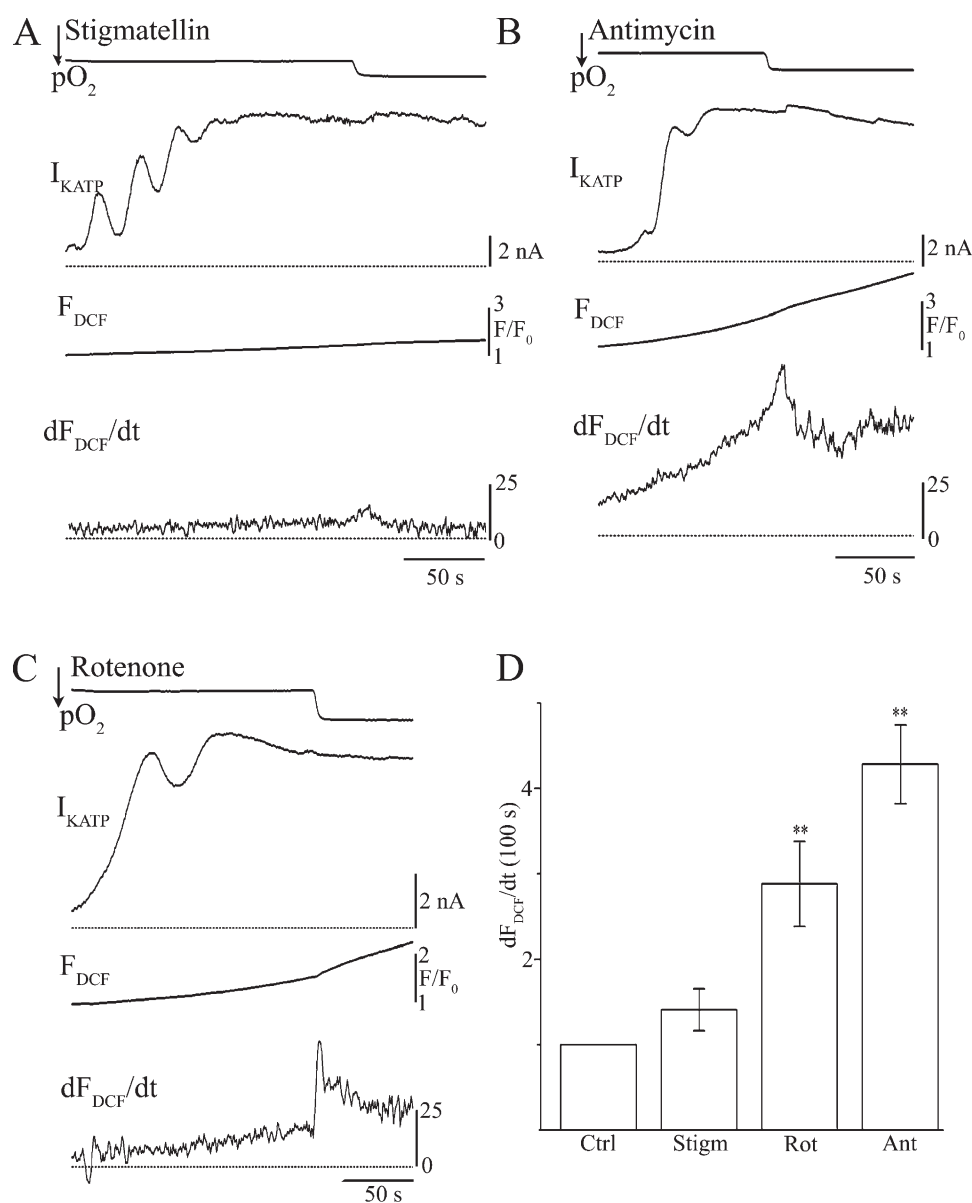 A Stigmatellin
pO2
IKATP
2 nA
FDCF
3
F/F0
1
dFDCF/dt
25
0
50 s
B Antimycin
pO2
IKATP
2 nA
FDCF
3
F/F0
1
dFDCF/dt
25
0
50 s
C Rotenone
pO2
IKATP
2 nA
FDCF
2
F/F0
1
dFDCF/dt
25
0
50 s
D
dFDCF/dt (100 s)
4
2
**
**
Ctrl Stigm Rot Ant